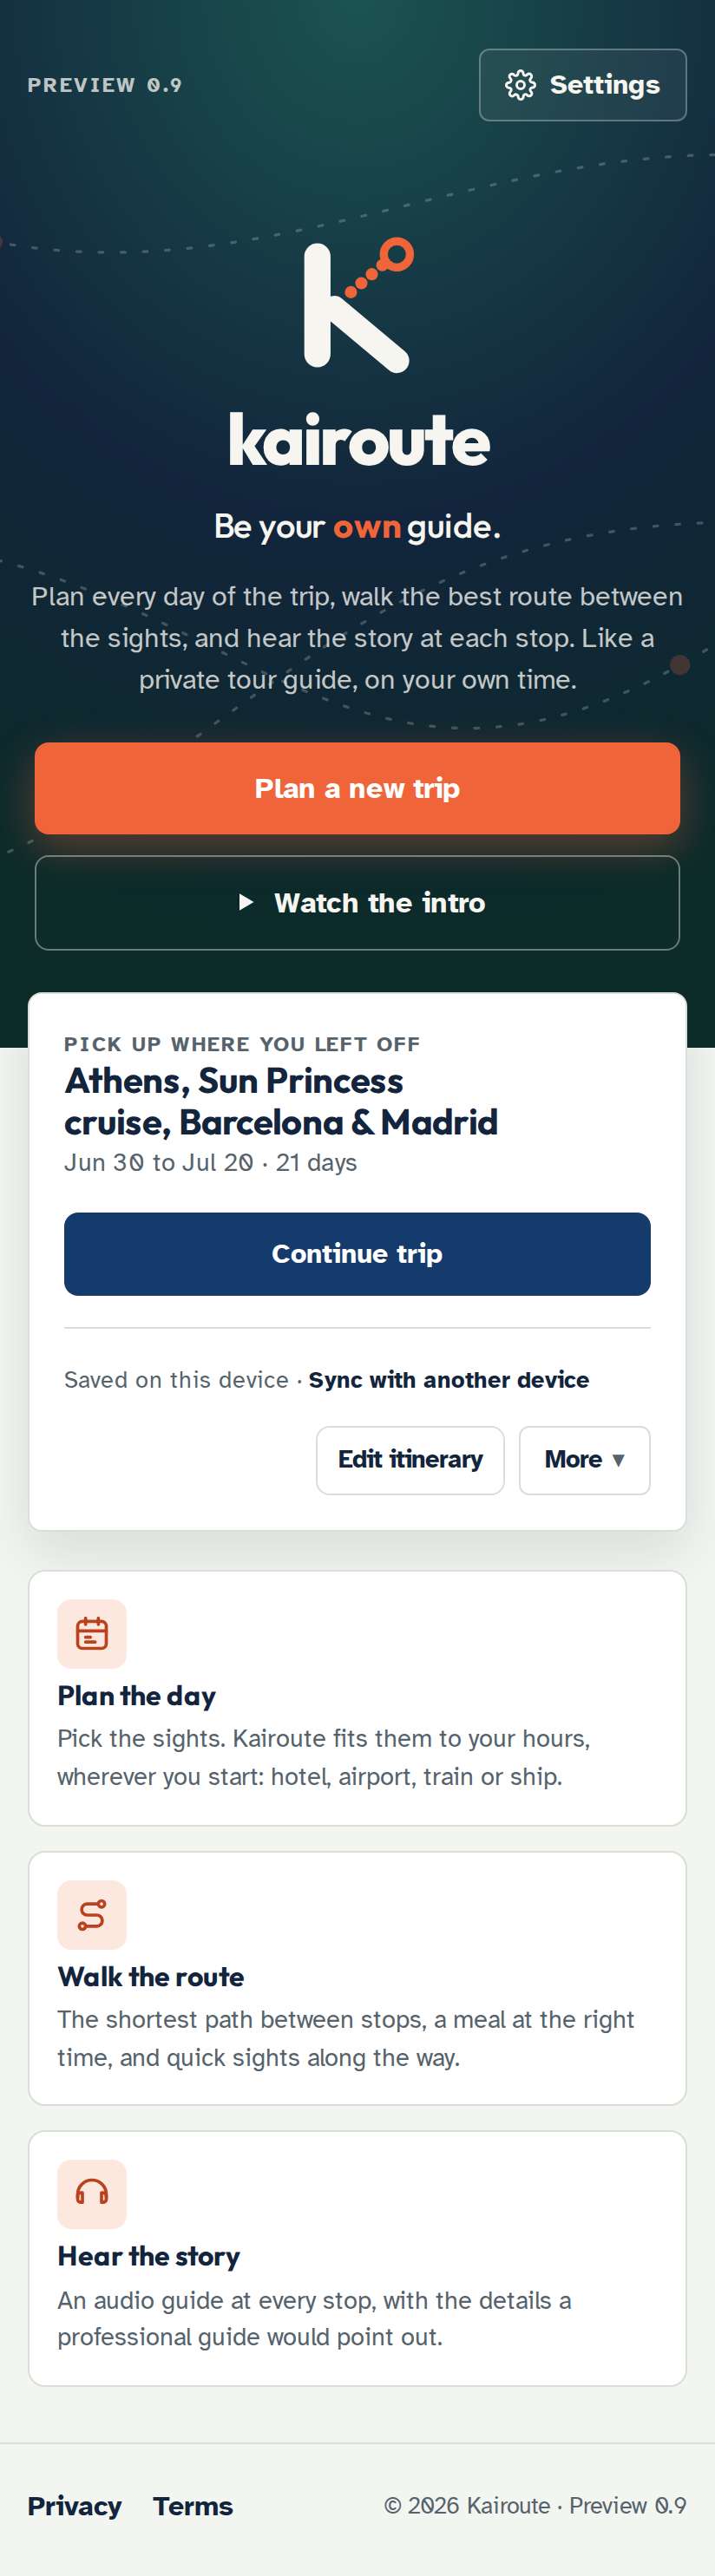 PREVIEW 0.9
Settings
kairoute
Be your own guide.
Plan every day of the trip, walk the best route between
the sights, and hear the story at each stop. Like a
private tour guide, on your own time.
Plan a new trip
▶ Watch the intro
PICK UP WHERE YOU LEFT OFF
Athens, Sun Princess
cruise, Barcelona & Madrid
Jun 30 to Jul 20 · 21 days
Continue trip
Saved on this device · Sync with another device
Edit itinerary
More ▼
Plan the day
Pick the sights. Kairoute fits them to your hours,
wherever you start: hotel, airport, train or ship.
Walk the route
The shortest path between stops, a meal at the right
time, and quick sights along the way.
Hear the story
An audio guide at every stop, with the details a
professional guide would point out.
Privacy
Terms
© 2026 Kairoute · Preview 0.9